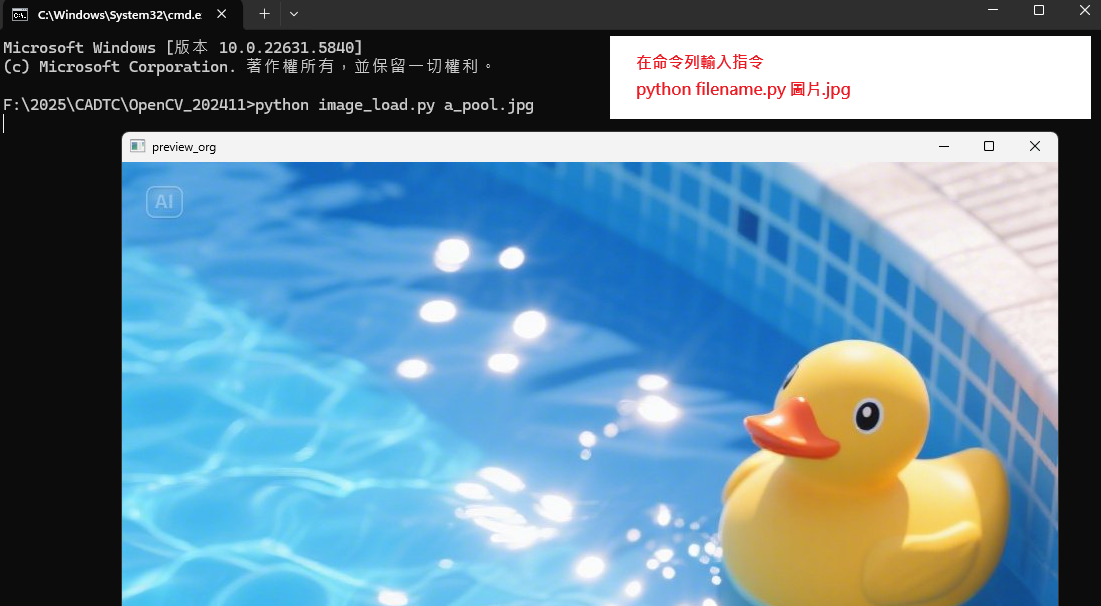 C:\Windows\System32\cmd.e
Microsoft Windows [版本 10.0.22631.5840]
(c) Microsoft Corporation. 著作權所有，並保留一切權利。
在命令列輸入指令
python filename.py 圖片.jpg
F:\2025\CADTC\OpenCV_202411>python image_load.py a_pool.jpg
preview_org
AI